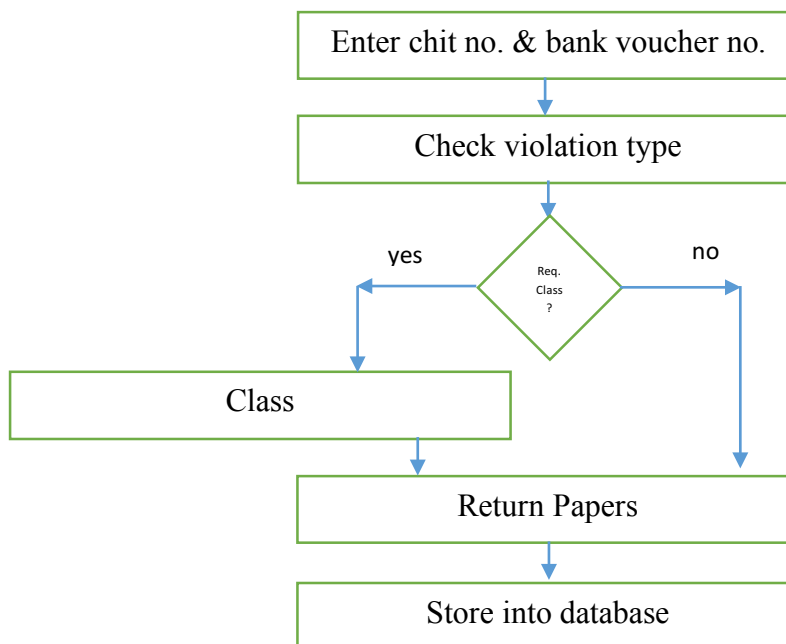 Enter chit no. & bank voucher no.
Check violation type
yes
no
Req.
Class
?
Class
Return Papers
Store into database